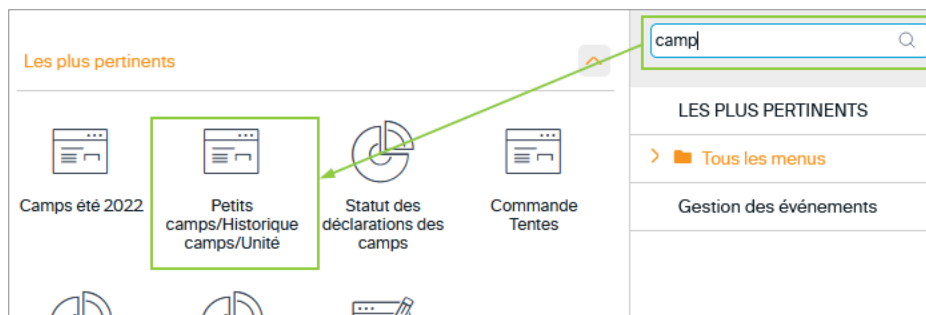 Les plus pertinents
Camps été 2022
Petits
camps/Historique
camps/Unité
Statut des
déclarations des
camps
Commande
Tentes
camp
LES PLUS PERTINENTS
Tous les menus
Gestion des événements